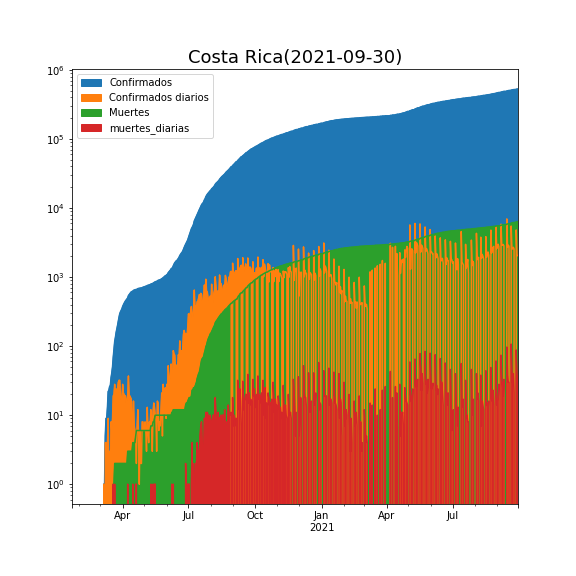 Costa Rica(2021-09-30)
Confirmados
Confirmados diarios
Muertes
muertes_diarias
10⁶
10⁵
10⁴
10³
10²
10¹
10⁰
Apr Jul Oct Jan Apr Jul
2021